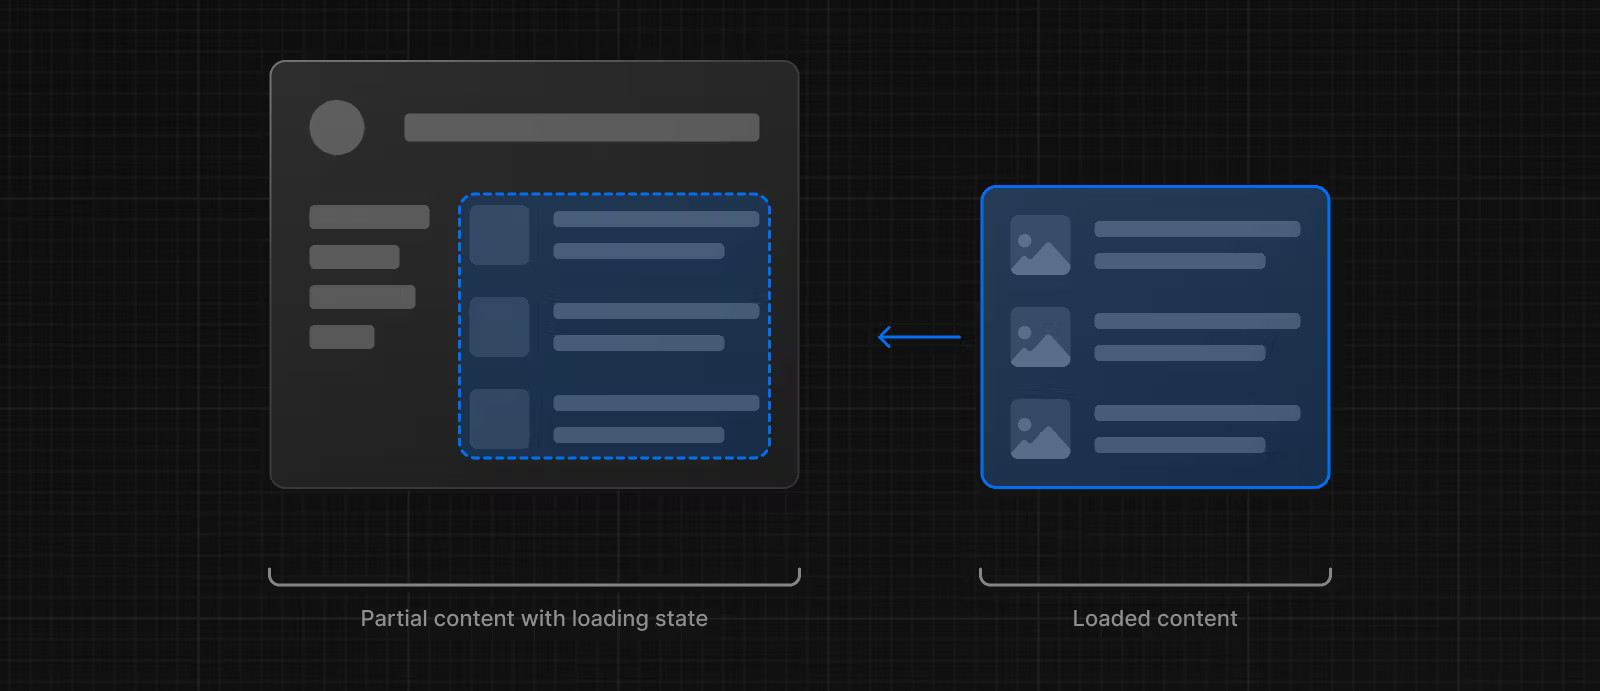 Partial content with loading state
Loaded content